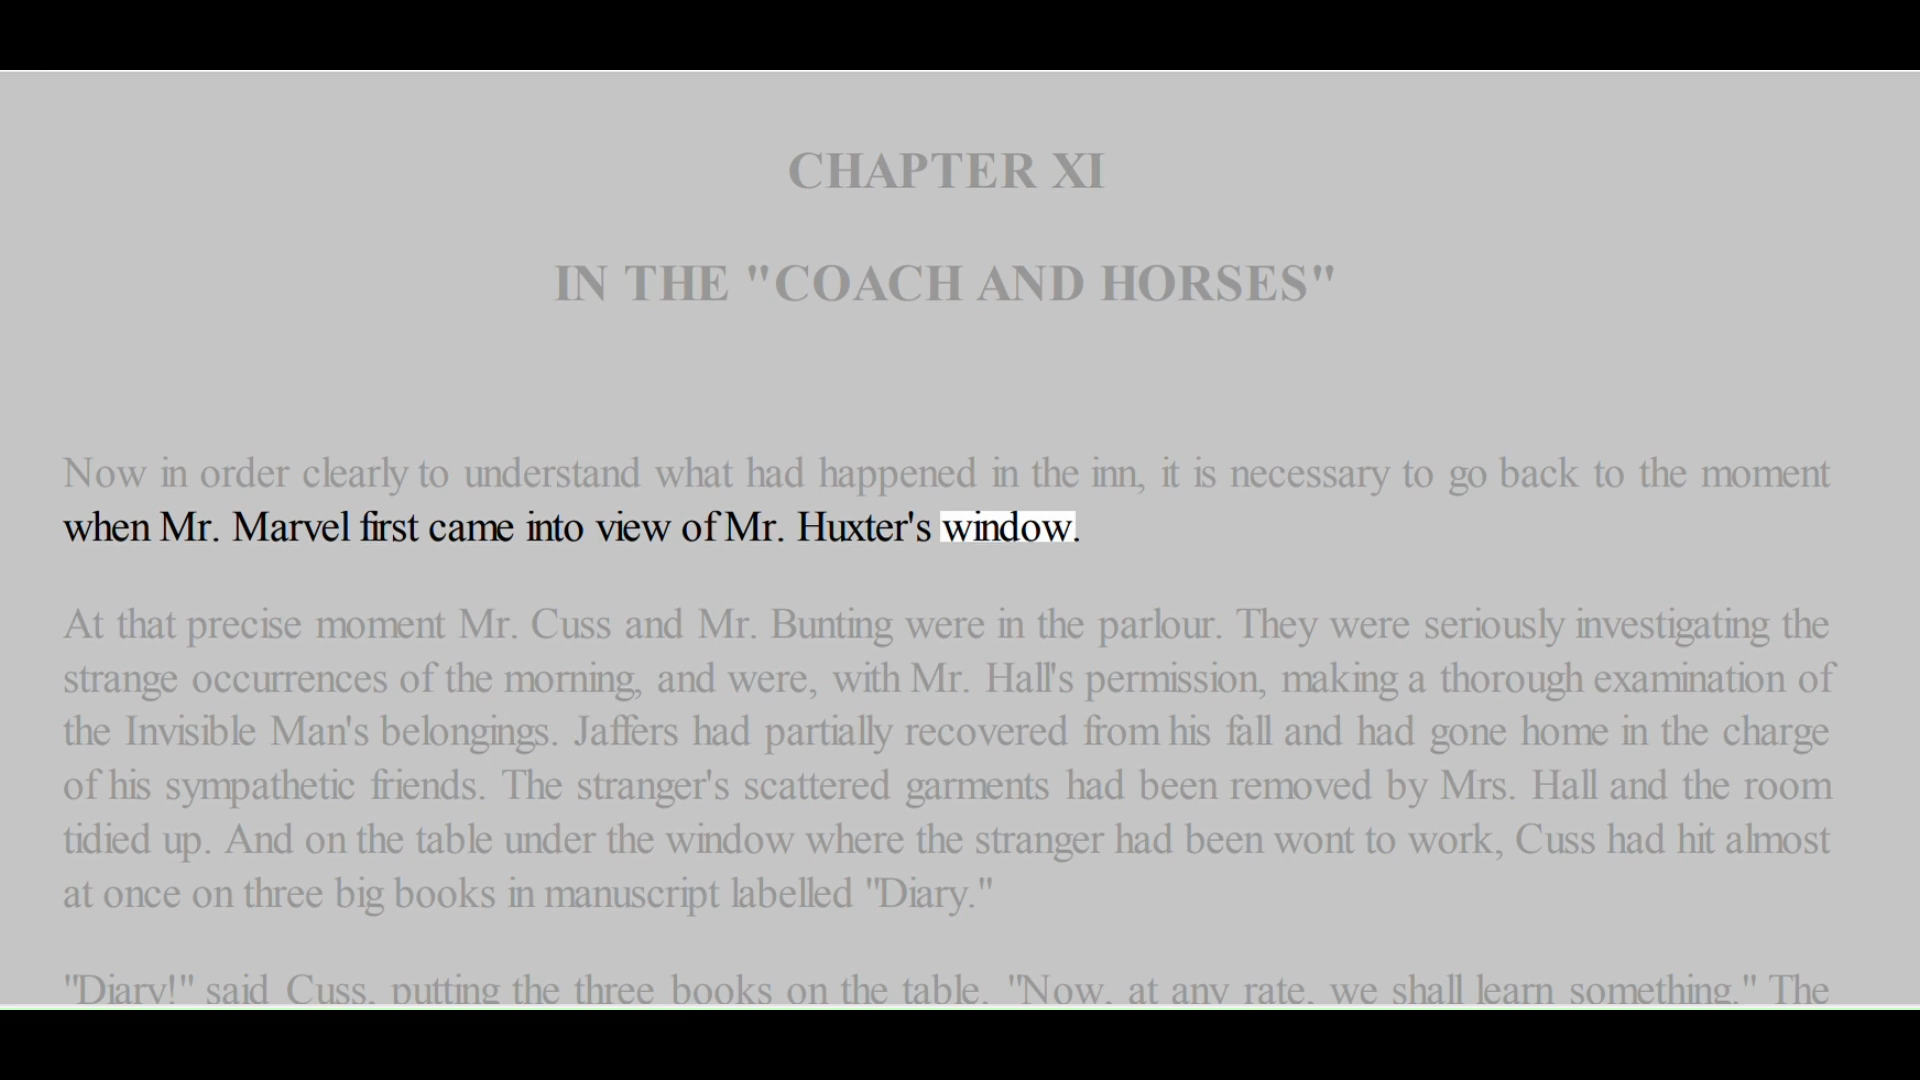 CHAPTER XI
IN THE "COACH AND HORSES"
Now in order clearly to understand what had happened in the inn, it is necessary to go back to the moment
when Mr. Marvel first came into view of Mr. Huxter's window.
At that precise moment Mr. Cuss and Mr. Bunting were in the parlour. They were seriously investigating the
strange occurrences of the morning, and were, with Mr. Hall's permission, making a thorough examination of
the Invisible Man's belongings. Jaffers had partially recovered from his fall and had gone home in the charge
of his sympathetic friends. The stranger's scattered garments had been removed by Mrs. Hall and the room
tidied up. And on the table under the window where the stranger had been wont to work, Cuss had hit almost
at once on three big books in manuscript labelled "Diary."
"Diary!" said Cuss, putting the three books on the table. "Now, at any rate, we shall learn something." The